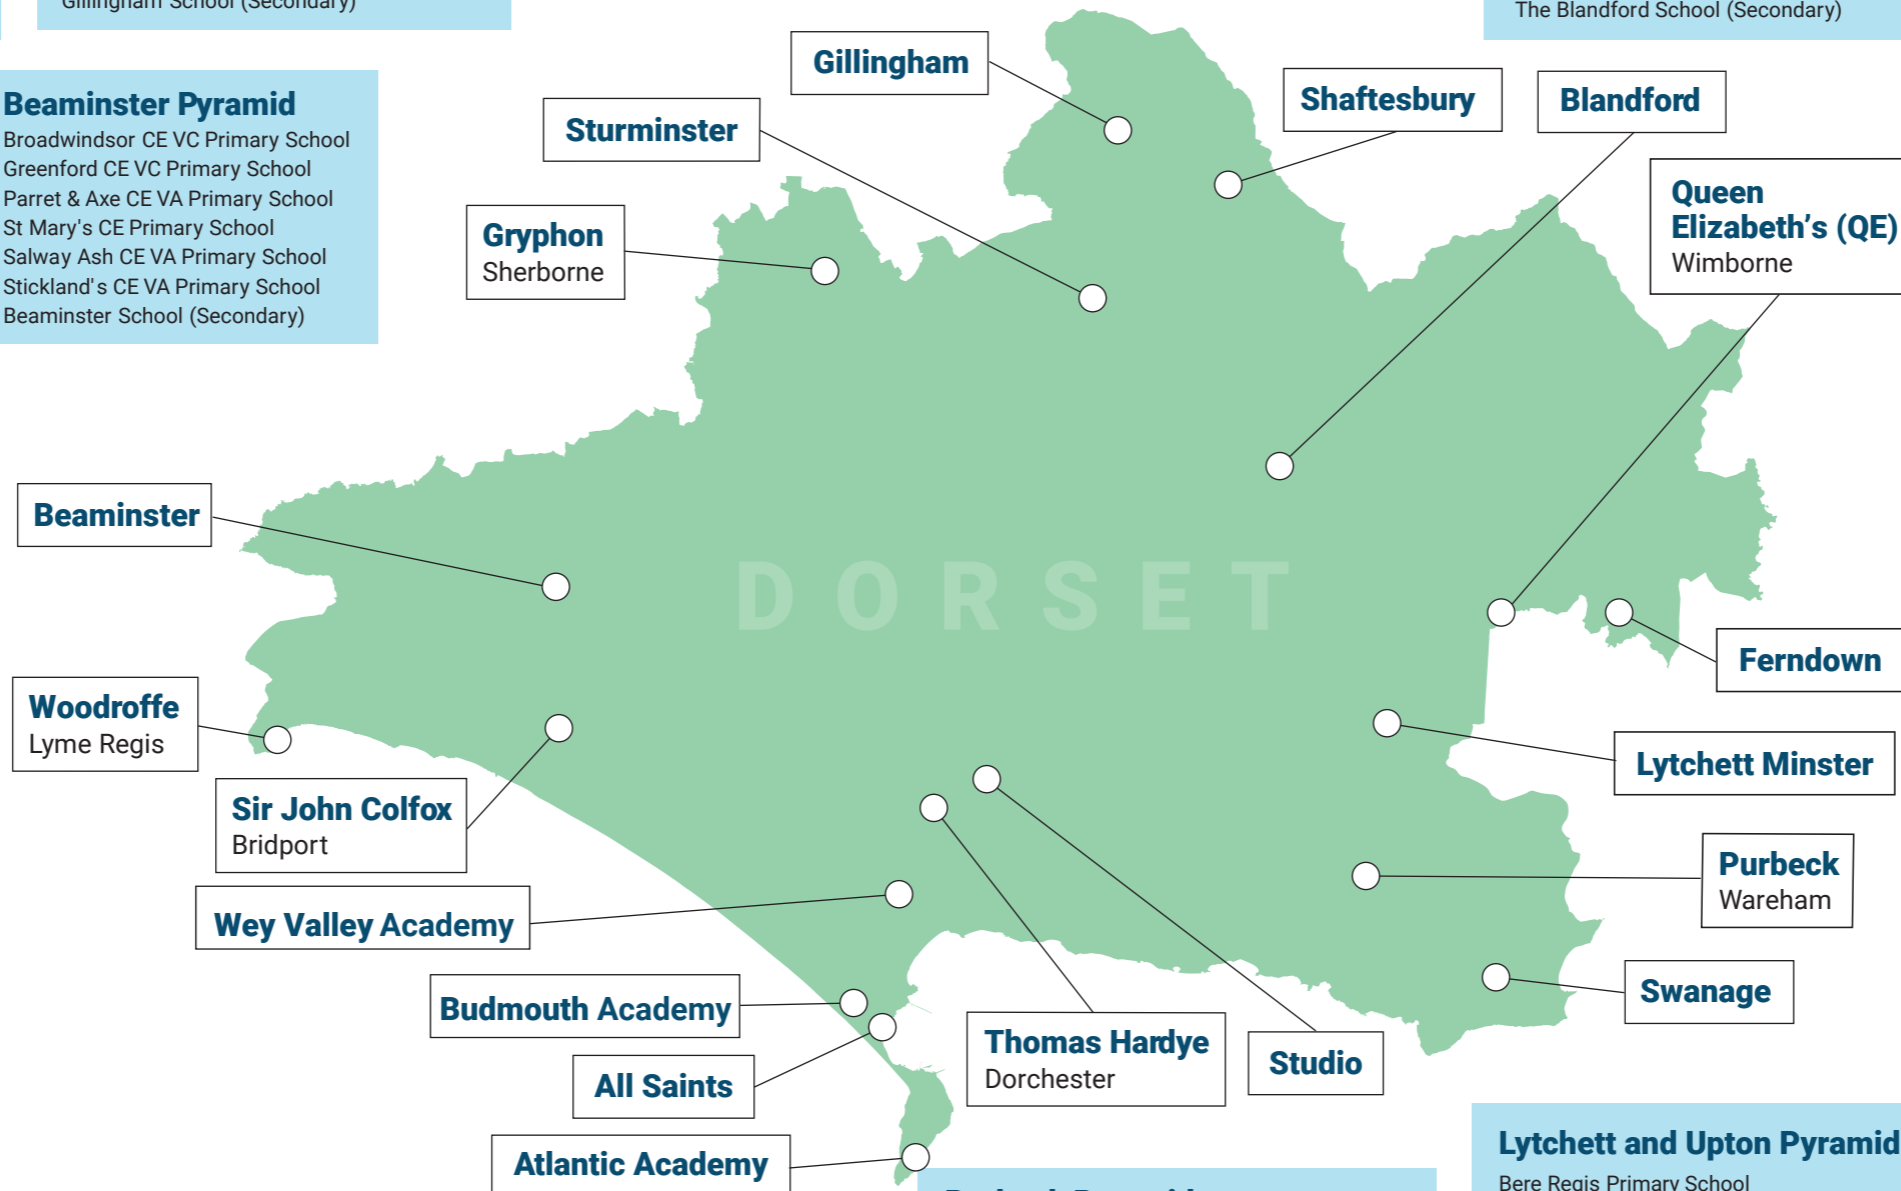 Gillingham School (Secondary)
The Blandford School (Secondary)
Beaminster Pyramid
Broadwindsor CE VC Primary School
Greenford CE VC Primary School
Parret & Axe CE VA Primary School
St Mary's CE Primary School
Salway Ash CE VA Primary School
Stickland's CE VA Primary School
Beaminster School (Secondary)
Gillingham
Sturminster
Shaftesbury
Blandford
Gryphon
Sherborne
Queen
Elizabeth’s (QE)
Wimborne
Beaminster
DORSET
Ferndown
Woodroffe
Lyme Regis
Lytchett Minster
Sir John Colfox
Bridport
Purbeck
Wareham
Wey Valley Academy
Swanage
Budmouth Academy
Thomas Hardye
Dorchester
Studio
All Saints
Atlantic Academy
Lytchett and Upton Pyramid
Bere Regis Primary School